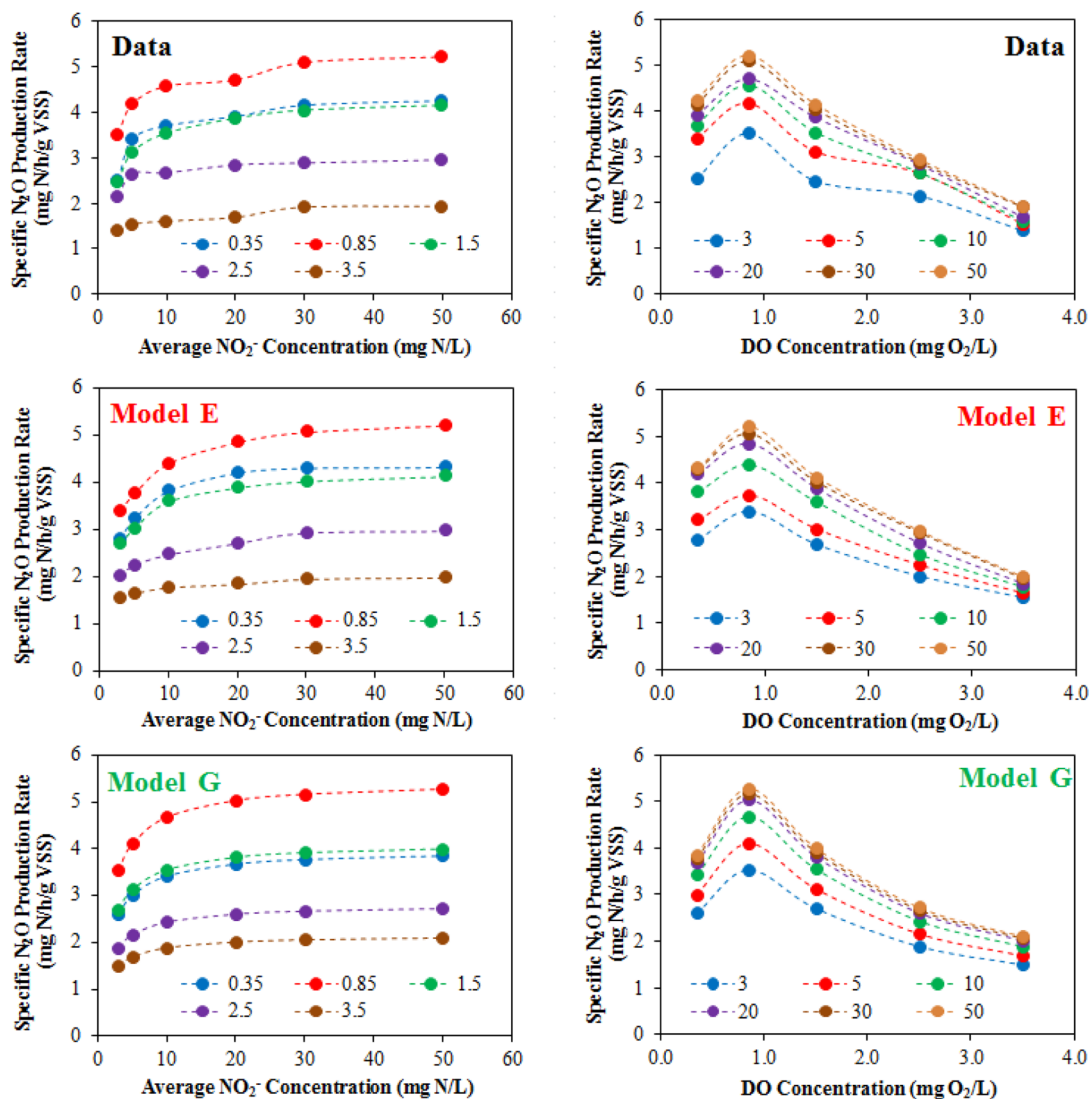 Specific N₂O Production Rate
(mg N/h/g VSS)
6
5
4
3
2
1
0
Data
0.35 0.85 1.5
2.5 3.5
0 10 20 30 40 50 60
Average NO₂⁻ Concentration (mg N/L)
Specific N₂O Production Rate
(mg N/h/g VSS)
6
5
4
3
2
1
0
Data
3 5 10
20 30 50
0.0 1.0 2.0 3.0 4.0
DO Concentration (mg O₂/L)
Specific N₂O Production Rate
(mg N/h/g VSS)
6
5
4
3
2
1
0
Model E
0.35 0.85 1.5
2.5 3.5
0 10 20 30 40 50 60
Average NO₂⁻ Concentration (mg N/L)
Specific N₂O Production Rate
(mg N/h/g VSS)
6
5
4
3
2
1
0
Model E
3 5 10
20 30 50
0.0 1.0 2.0 3.0 4.0
DO Concentration (mg O₂/L)
Specific N₂O Production Rate
(mg N/h/g VSS)
6
5
4
3
2
1
0
Model G
0.35 0.85 1.5
2.5 3.5
0 10 20 30 40 50 60
Average NO₂⁻ Concentration (mg N/L)
Specific N₂O Production Rate
(mg N/h/g VSS)
6
5
4
3
2
1
0
Model G
3 5 10
20 30 50
0.0 1.0 2.0 3.0 4.0
DO Concentration (mg O₂/L)